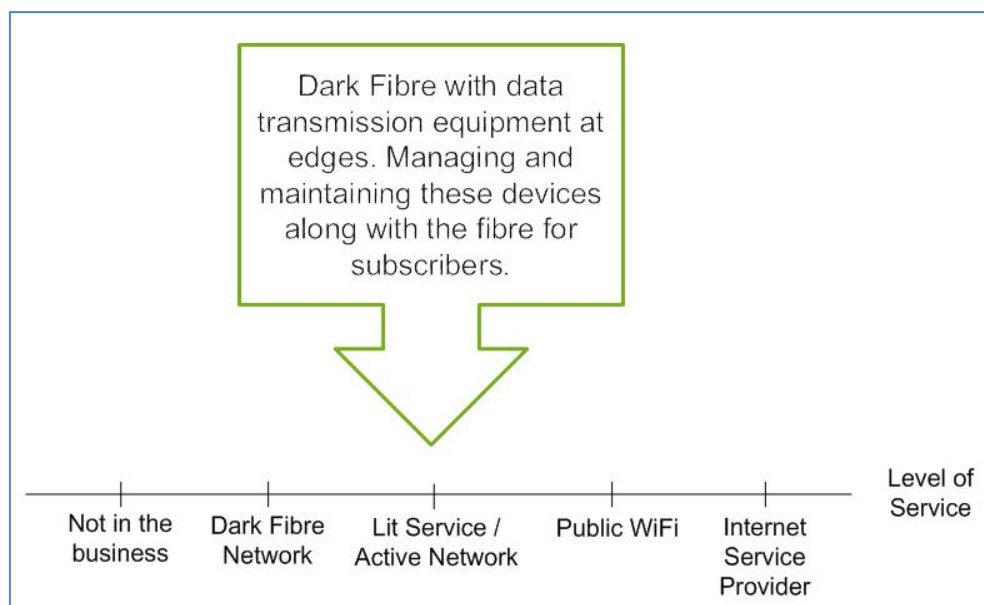 Dark Fibre with data
transmission equipment at
edges. Managing and
maintaining these devices
along with the fibre for
subscribers.
Level of
Service
Not in the
business
Dark Fibre
Network
Lit Service /
Active Network
Public WiFi
Internet
Service
Provider